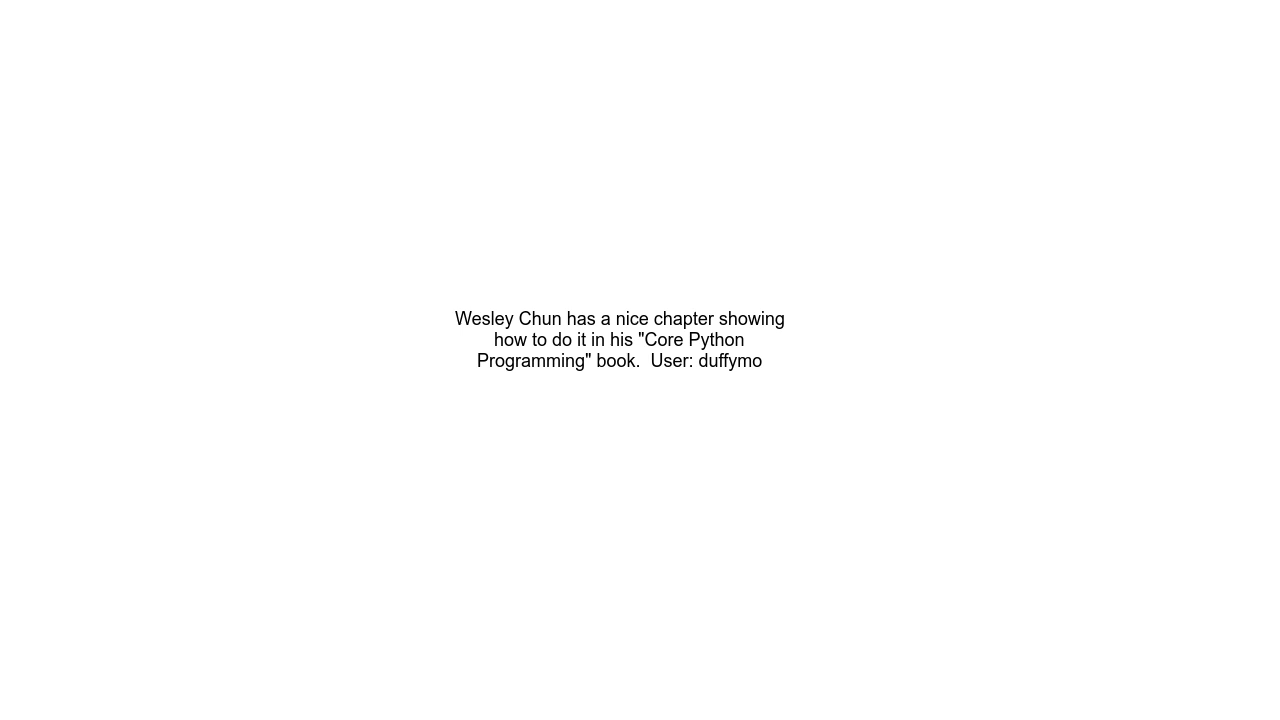 Wesley Chun has a nice chapter showing
how to do it in his "Core Python
Programming" book.  User: duffymo